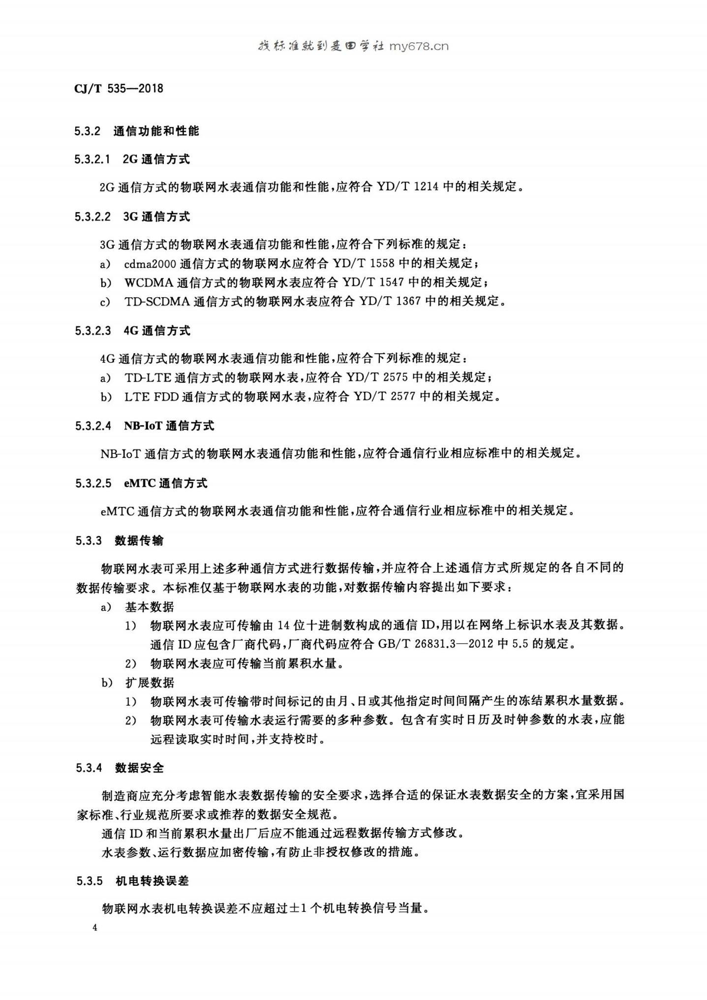 找标准就到麦田学社 my678.cn
CJ/T 535—2018
5.3.2 通信功能和性能
5.3.2.1 2G 通信方式
2G 通信方式的物联网水表通信功能和性能,应符合 YD/T 1214 中的相关规定。
5.3.2.2 3G 通信方式
3G 通信方式的物联网水表通信功能和性能,应符合下列标准的规定:
a) cdma2000 通信方式的物联网水应符合 YD/T 1558 中的相关规定;
b) WCDMA 通信方式的物联网水表应符合 YD/T 1547 中的相关规定;
c) TD-SCDMA 通信方式的物联网水表应符合 YD/T 1367 中的相关规定。
5.3.2.3 4G 通信方式
4G 通信方式的物联网水表通信功能和性能,应符合下列标准的规定:
a) TD-LTE 通信方式的物联网水表,应符合 YD/T 2575 中的相关规定;
b) LTE FDD 通信方式的物联网水表,应符合 YD/T 2577 中的相关规定。
5.3.2.4 NB-IoT 通信方式
NB-IoT 通信方式的物联网水表通信功能和性能,应符合通信行业相应标准中的相关规定。
5.3.2.5 eMTC 通信方式
eMTC 通信方式的物联网水表通信功能和性能,应符合通信行业相应标准中的相关规定。
5.3.3 数据传输
物联网水表可采用上述多种通信方式进行数据传输,并应符合上述通信方式所规定的各自不同的
数据传输要求。本标准仅基于物联网水表的功能,对数据传输内容提出如下要求:
a) 基本数据
1) 物联网水表应可传输由 14 位十进制数构成的通信 ID,用以在网络上标识水表及其数据。
通信 ID 应包含厂商代码,厂商代码应符合 GB/T 26831.3—2012 中 5.5 的规定。
2) 物联网水表应可传输当前累积水量。
b) 扩展数据
1) 物联网水表可传输带时间标记的由月、日或其他指定时间间隔产生的冻结累积水量数据。
2) 物联网水表可传输水表运行需要的多种参数。包含有实时日历及时钟参数的水表,应能
远程读取实时时间,并支持校时。
5.3.4 数据安全
制造商应充分考虑智能水表数据传输的安全要求,选择合适的保证水表数据安全的方案,宜采用国
家标准、行业规范所要求或推荐的数据安全规范。
通信 ID 和当前累积水量出厂后应不能通过远程数据传输方式修改。
水表参数、运行数据应加密传输,有防止非授权修改的措施。
5.3.5 机电转换误差
物联网水表机电转换误差不应超过±1 个机电转换信号当量。
4